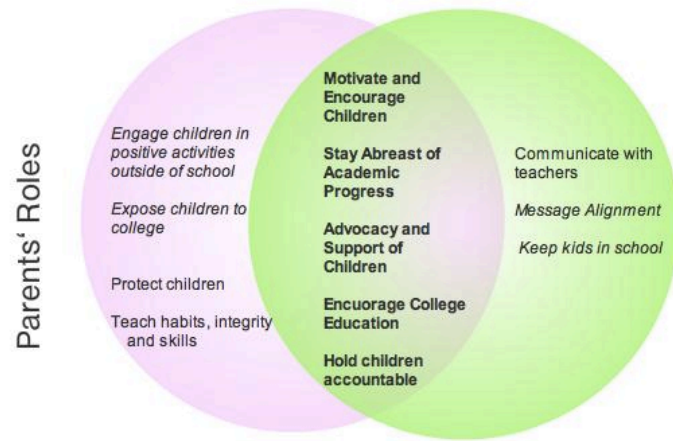 Parents' Roles
Engage children in
positive activities
outside of school
Expose children to
college
Protect children
Teach habits, integrity
and skills
Motivate and
Encourage
Children
Stay Abreast of
Academic
Progress
Advocacy and
Support of
Children
Encuorage College
Education
Hold children
accountable
Communicate with
teachers
Message Alignment
Keep kids in school